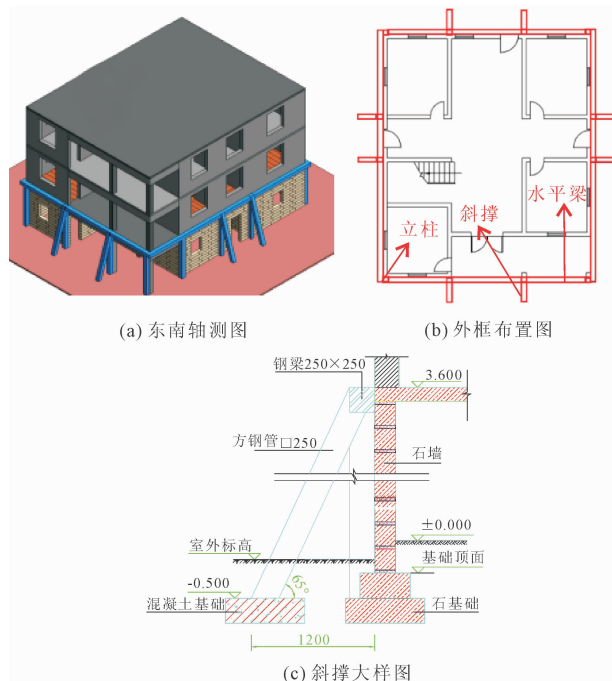 立柱
斜撑
水平梁
(a) 东南轴测图
(b) 外框布置图
钢梁250×250
3.600
方钢管□250
石墙
±0.000
室外标高
基础顶面
-0.500
65°
混凝土基础
石基础
1200
(c) 斜撑大样图